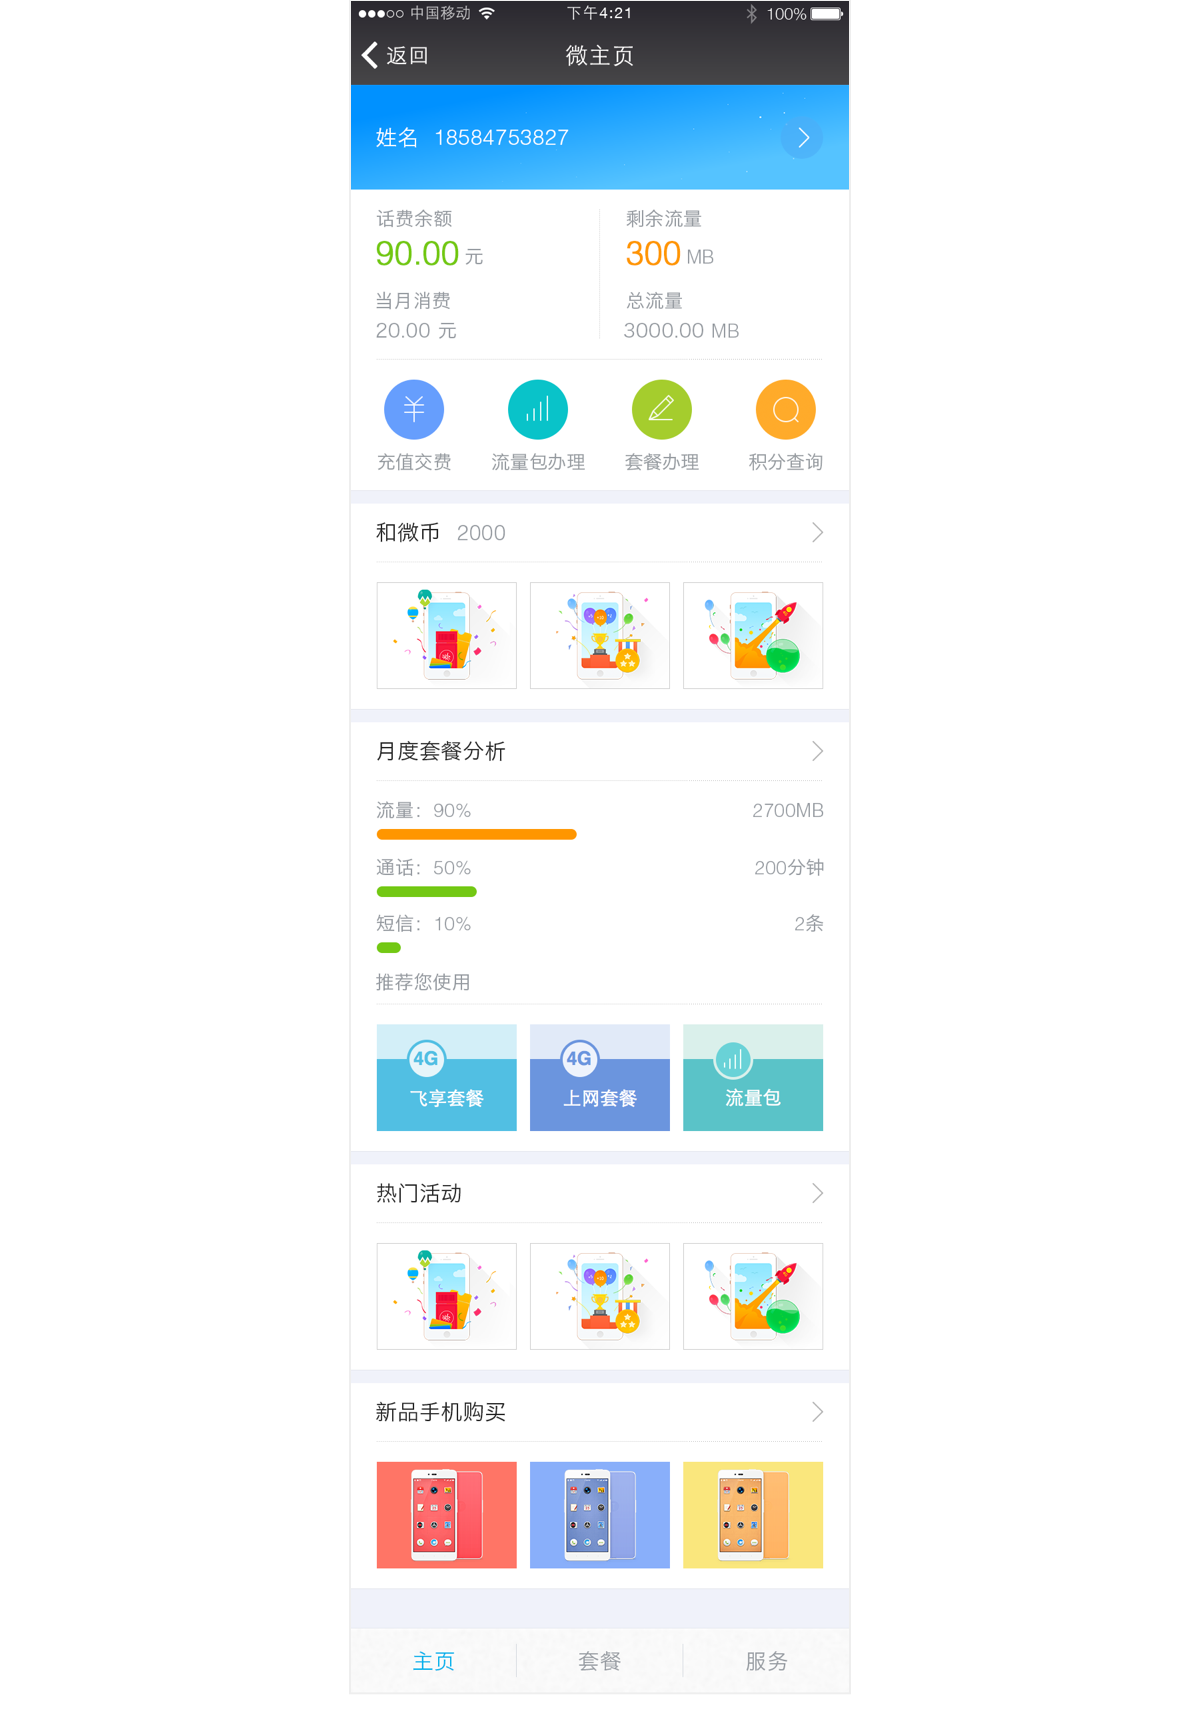 中国移动 下午4:21 100%
返回 微主页
姓名 18584753827
话费余额 剩余流量
90.00 元 300 MB
当月消费 总流量
20.00 元 3000.00 MB
充值交费 流量包办理 套餐办理 积分查询
和微币 2000
月度套餐分析
流量：90% 2700MB
通话：50% 200分钟
短信：10% 2条
推荐您使用
4G 4G
飞享套餐 上网套餐 流量包
热门活动
新品手机购买
主页 套餐 服务